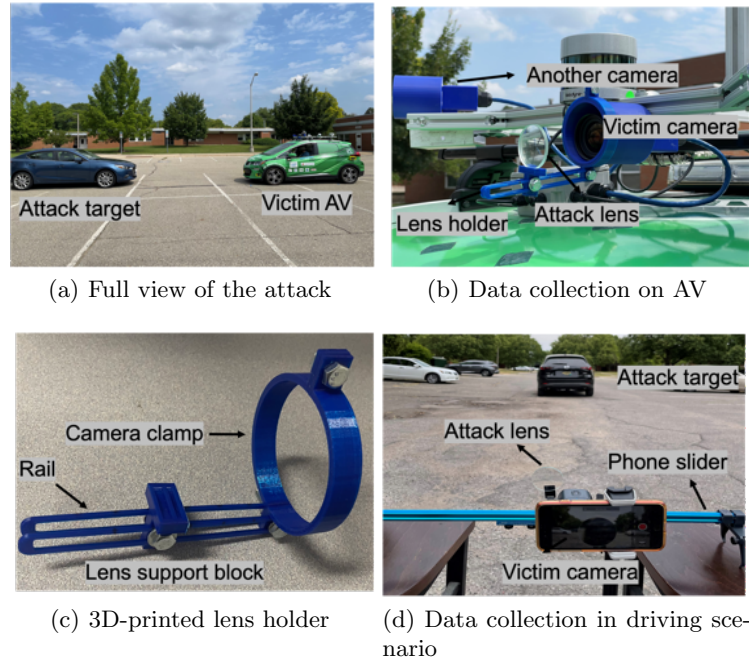 Attack target
Victim AV
(a) Full view of the attack
Another camera
Victim camera
Lens holder
Attack lens
(b) Data collection on AV
Camera clamp
Rail
Lens support block
(c) 3D-printed lens holder
Attack target
Attack lens
Phone slider
Victim camera
(d) Data collection in driving sce-
nario